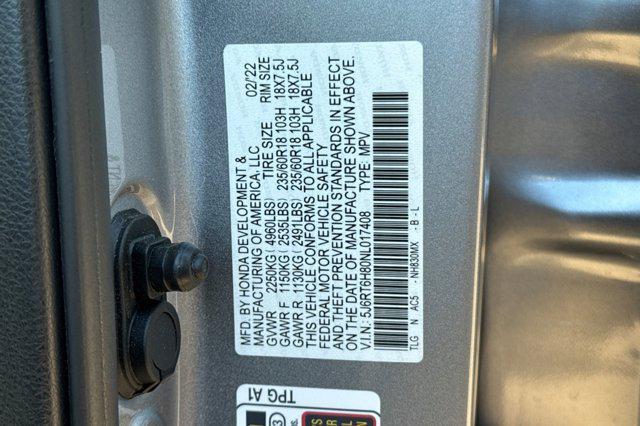 MFD. BY HONDA DEVELOPMENT &
MANUFACTURING OF AMERICA, LLC 02/'22
GVWR 2250KG(4960LBS) TIRE SIZE RIM SIZE
GAWR F 1150KG(2535LBS) 235/60R18 103H 18X7.5J
GAWR R 1130KG(2491LBS) 235/60R18 103H 18X7.5J
THIS VEHICLE CONFORMS TO ALL APPLICABLE
FEDERAL MOTOR VEHICLE SAFETY
AND THEFT PREVENTION STANDARDS IN EFFECT
ON THE DATE OF MANUFACTURE SHOWN ABOVE.
V.I.N: 5J6RT6H80NL017408 TYPE: MPV
TLG N AC5 NH830MX -B-L
TPG A1